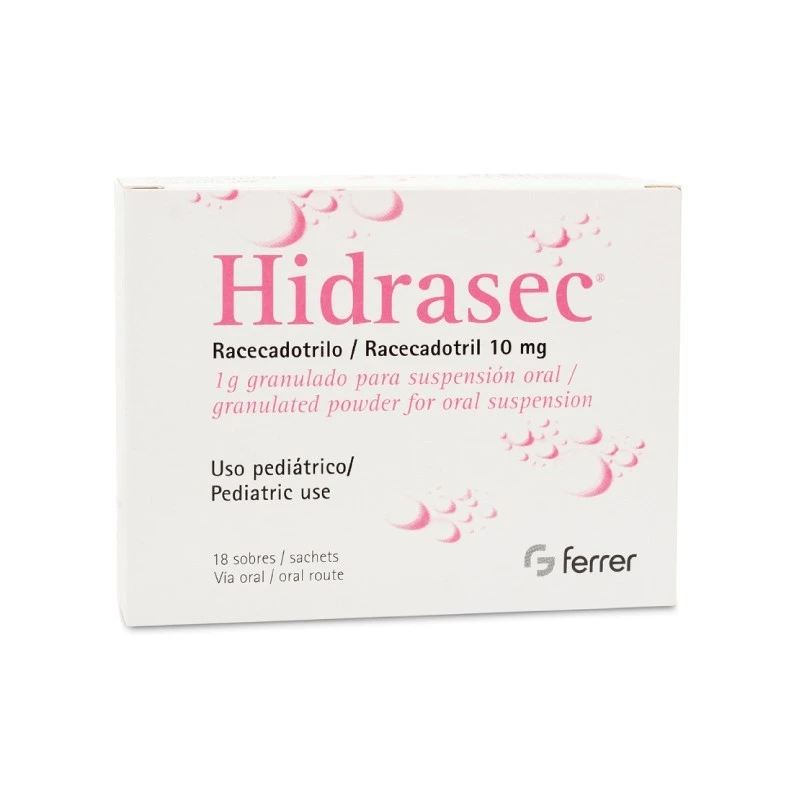 Hidrasec®
Racecadotrilo / Racecadotril 10 mg
1g granulado para suspensión oral /
granulated powder for oral suspension
Uso pediátrico/
Pediatric use
18 sobres / sachets
Vía oral / oral route
ferrer